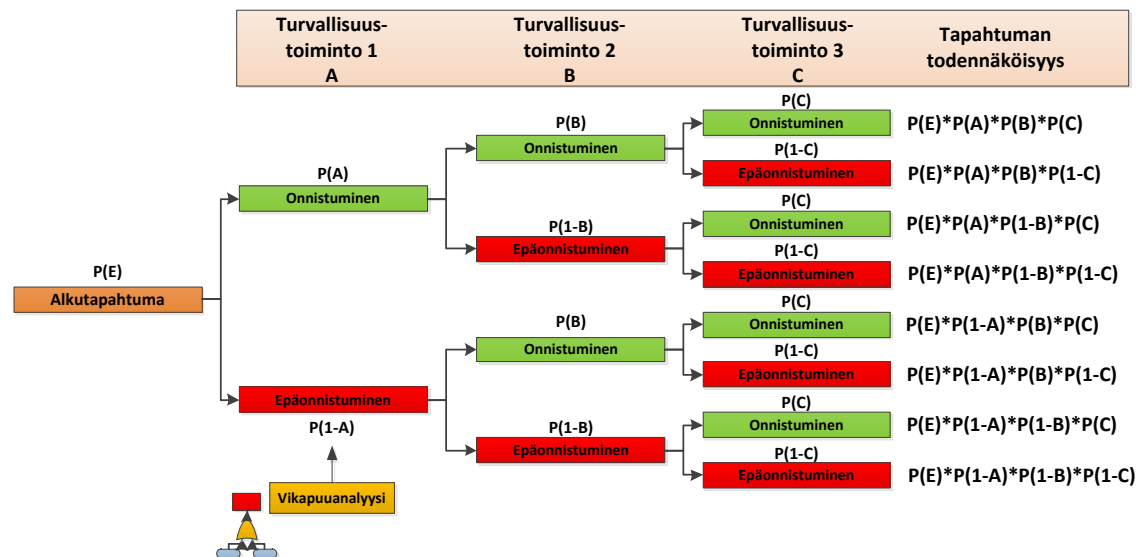 Turvallisuus-
toiminto 1
A
Turvallisuus-
toiminto 2
B
Turvallisuus-
toiminto 3
C
Tapahtuman
todennäköisyys
P(E)
Alkutapahtuma
P(A)
Onnistuminen
Epäonnistuminen
P(1-A)
Vikapuuanalyysi
P(B)
Onnistuminen
P(1-B)
Epäonnistuminen
P(B)
Onnistuminen
P(1-B)
Epäonnistuminen
P(C)
Onnistuminen
P(E)*P(A)*P(B)*P(C)
P(1-C)
Epäonnistuminen
P(E)*P(A)*P(B)*P(1-C)
P(C)
Onnistuminen
P(E)*P(A)*P(1-B)*P(C)
P(1-C)
Epäonnistuminen
P(E)*P(A)*P(1-B)*P(1-C)
P(C)
Onnistuminen
P(E)*P(1-A)*P(B)*P(C)
P(1-C)
Epäonnistuminen
P(E)*P(1-A)*P(B)*P(1-C)
P(C)
Onnistuminen
P(E)*P(1-A)*P(1-B)*P(C)
P(1-C)
Epäonnistuminen
P(E)*P(1-A)*P(1-B)*P(1-C)